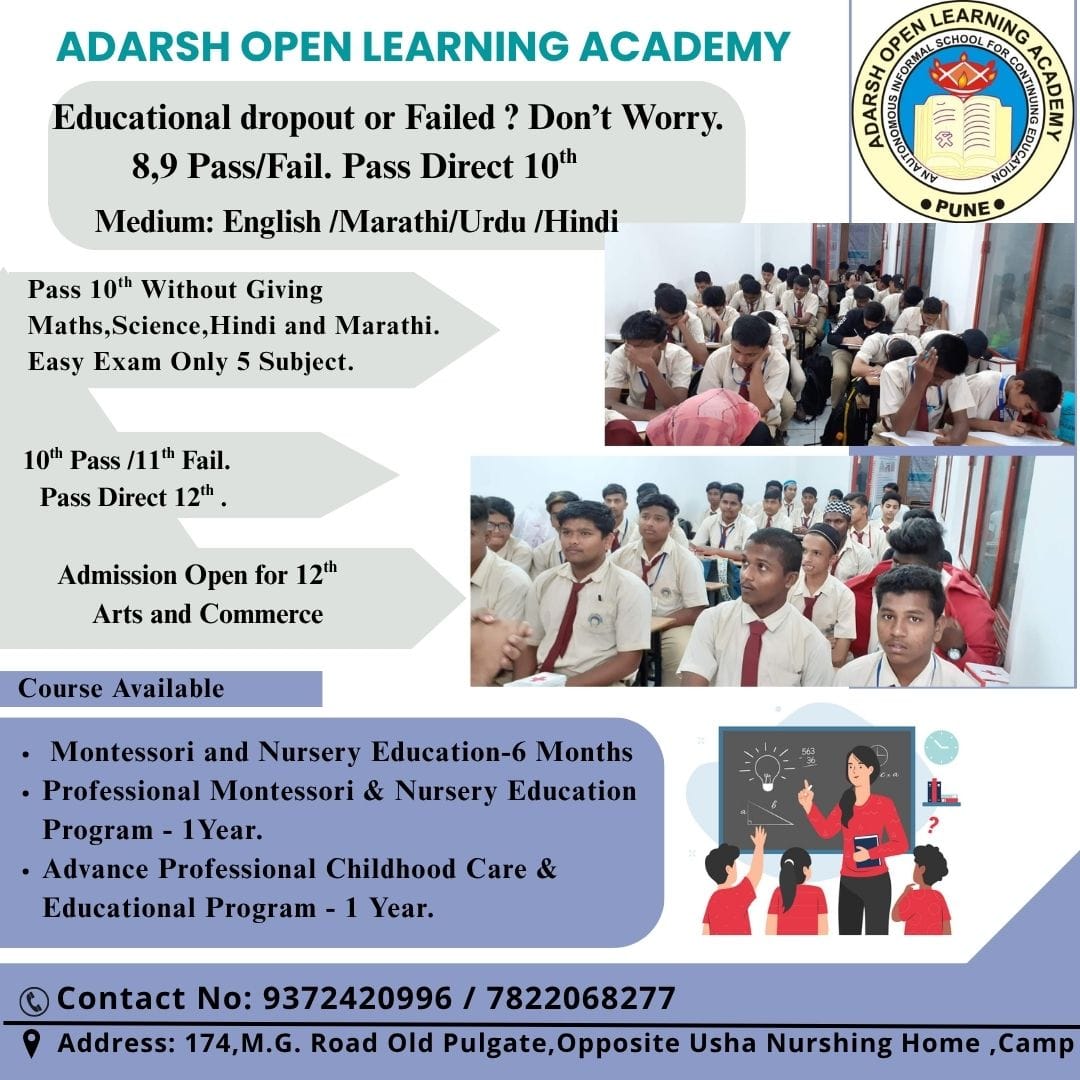 ADARSH OPEN LEARNING ACADEMY
Educational dropout or Failed ? Don’t Worry.
8,9 Pass/Fail. Pass Direct 10th
Medium: English /Marathi/Urdu /Hindi
ADARSH OPEN LEARNING ACADEMY
AN AUTONOMOUS INFORMAL SCHOOL FOR CONTINUING EDUCATION
• PUNE •
Pass 10th Without Giving
Maths,Science,Hindi and Marathi.
Easy Exam Only 5 Subject.
10th Pass /11th Fail.
Pass Direct 12th .
Admission Open for 12th
Arts and Commerce
Course Available
• Montessori and Nursery Education-6 Months
• Professional Montessori & Nursery Education
Program - 1Year.
• Advance Professional Childhood Care &
Educational Program - 1 Year.
563
36
a
b
?
Contact No: 9372420996 / 7822068277
Address: 174,M.G. Road Old Pulgate,Opposite Usha Nurshing Home ,Camp